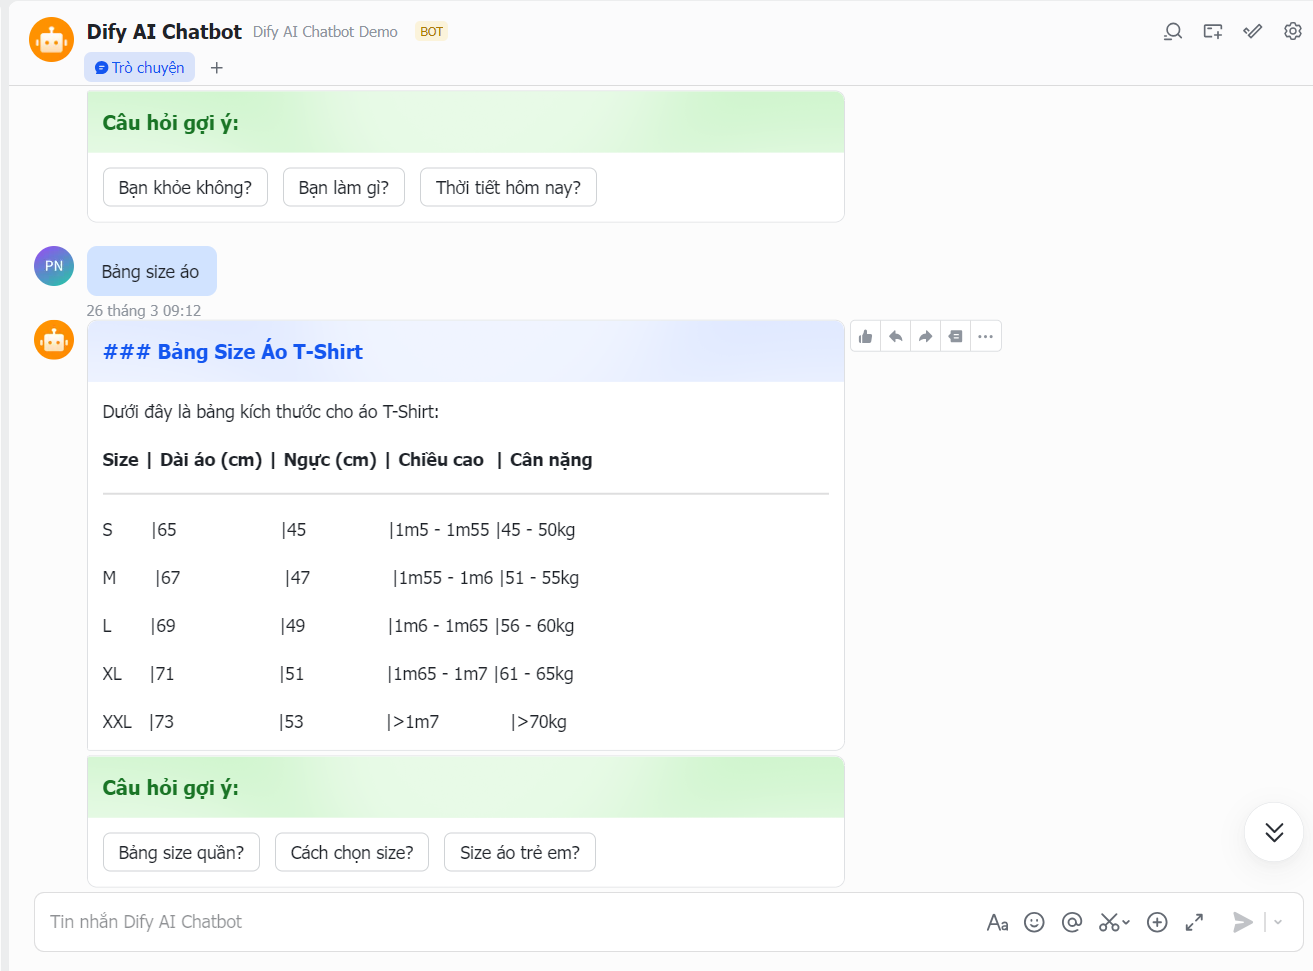 Dify AI Chatbot Dify AI Chatbot Demo BOT
Trò chuyện
Câu hỏi gợi ý:
Bạn khỏe không? Bạn làm gì? Thời tiết hôm nay?
PN
Bảng size áo
26 tháng 3 09:12
### Bảng Size Áo T-Shirt
Dưới đây là bảng kích thước cho áo T-Shirt:
Size | Dài áo (cm) | Ngực (cm) | Chiều cao | Cân nặng
S |65 |45 |1m5 - 1m55 |45 - 50kg
M |67 |47 |1m55 - 1m6 |51 - 55kg
L |69 |49 |1m6 - 1m65 |56 - 60kg
XL |71 |51 |1m65 - 1m7 |61 - 65kg
XXL |73 |53 |>1m7 |>70kg
Câu hỏi gợi ý:
Bảng size quần? Cách chọn size? Size áo trẻ em?
Tin nhắn Dify AI Chatbot Aa